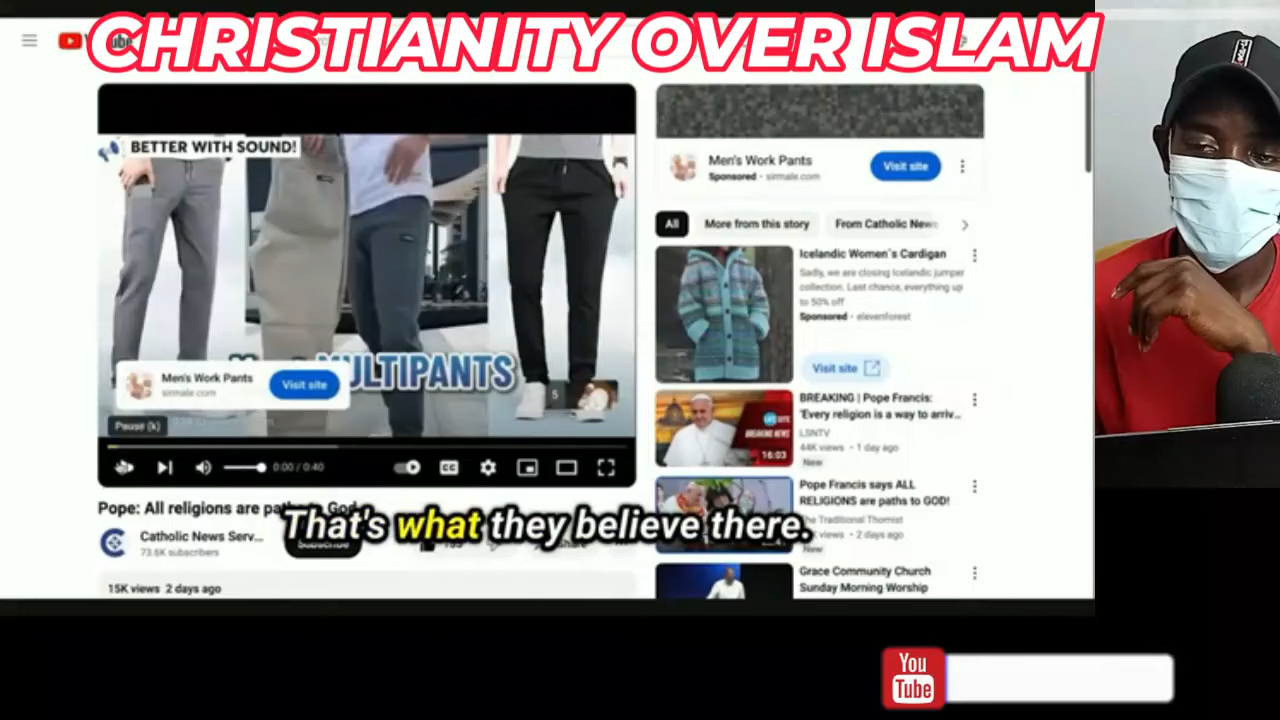 CHRISTIANITY OVER ISLAM
BETTER WITH SOUND!
MULTIPANTS
Men's Work Pants
sirmale.com
Visit site
Pause (k)
0:00 / 0:40
CC
Pope: All religions are
Catholic News Serv...
73.6K subscribers
Subscribe
That's what they believe there.
15K views 2 days ago
Men's Work Pants
Sponsored · sirmale.com
Visit site
All
More from this story
From Catholic News
Icelandic Women's Cardigan
Sadly, we are closing Icelandic jumper
collection. Last chance, everything up
to 50% off
Sponsored · elevenforest
Visit site
BREAKING NEWS
16:03
BREAKING | Pope Francis:
'Every religion is a way to arriv...
LSNTV
44K views · 1 day ago
New
Pope Francis says ALL
RELIGIONS are paths to GOD!
The Traditional Thomist
views · 2 days ago
New
Grace Community Church
Sunday Morning Worship
You
Tube